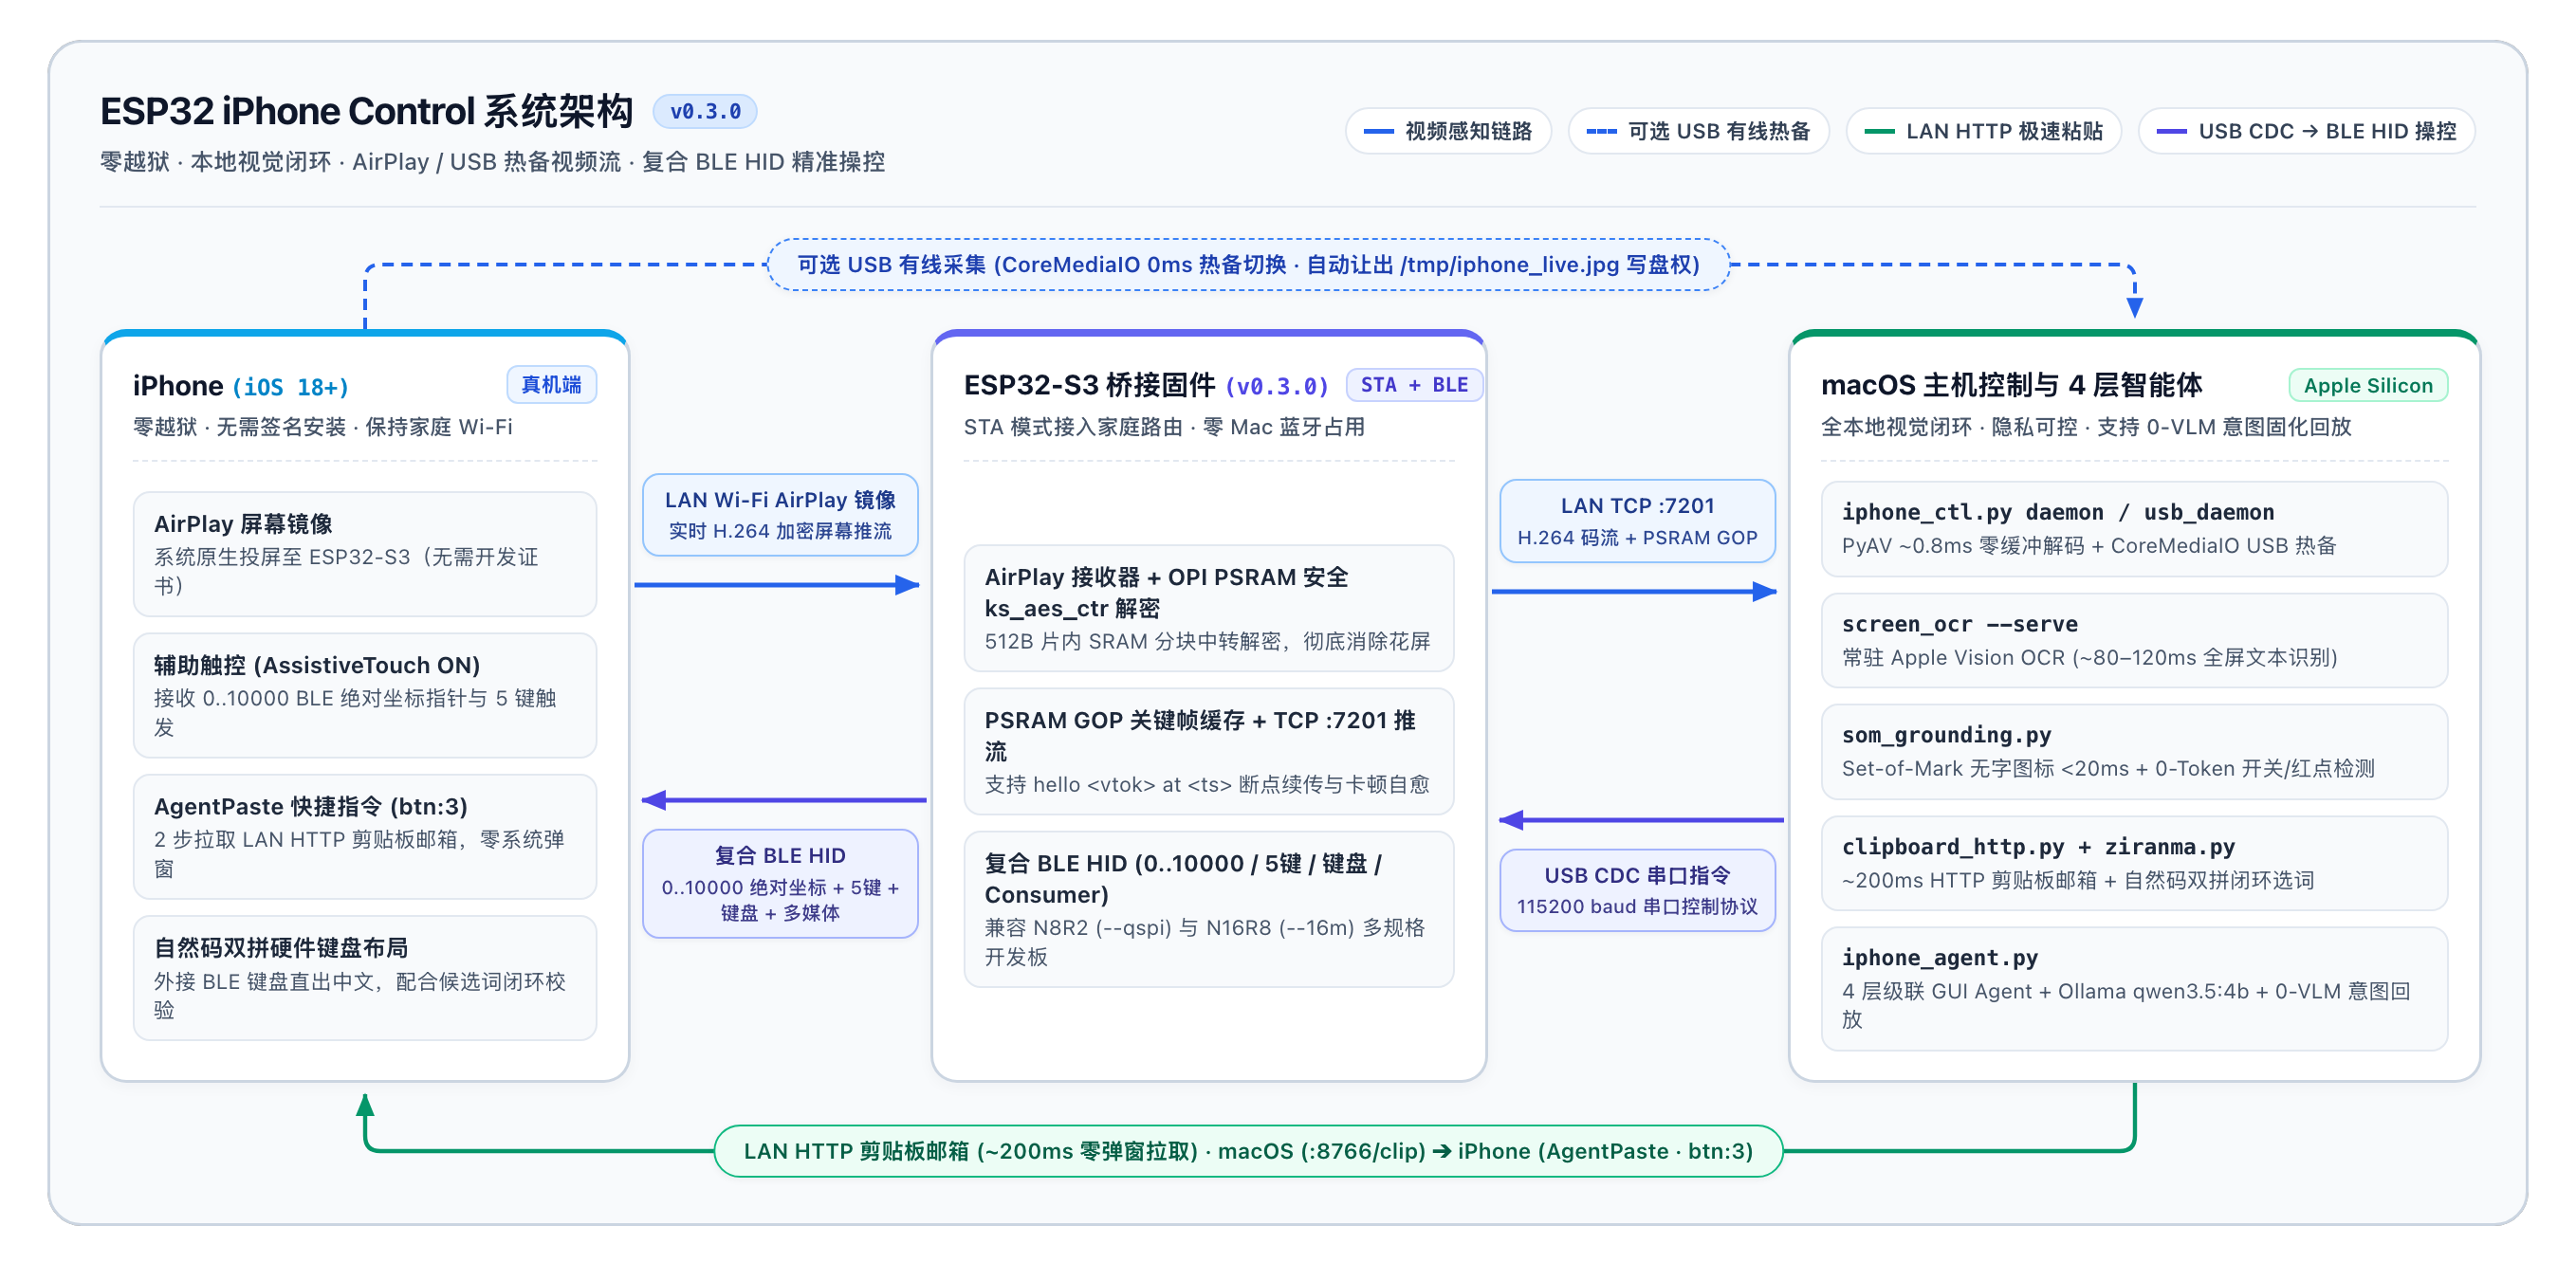 ESP32 iPhone Control 系统架构 v0.3.0
零越狱 · 本地视觉闭环 · AirPlay / USB 热备视频流 · 复合 BLE HID 精准操控
视频感知链路
可选 USB 有线热备
LAN HTTP 极速粘贴
USB CDC → BLE HID 操控
可选 USB 有线采集 (CoreMediaIO 0ms 热备切换 · 自动让出 /tmp/iphone_live.jpg 写盘权)
iPhone (iOS 18+) 真机端
零越狱 · 无需签名安装 · 保持家庭 Wi-Fi
AirPlay 屏幕镜像
系统原生投屏至 ESP32-S3（无需开发证
书）
辅助触控 (AssistiveTouch ON)
接收 0..10000 BLE 绝对坐标指针与 5 键触
发
AgentPaste 快捷指令 (btn:3)
2 步拉取 LAN HTTP 剪贴板邮箱，零系统弹
窗
自然码双拼硬件键盘布局
外接 BLE 键盘直出中文，配合候选词闭环校
验
LAN Wi-Fi AirPlay 镜像
实时 H.264 加密屏幕推流
复合 BLE HID
0..10000 绝对坐标 + 5键 +
键盘 + 多媒体
ESP32-S3 桥接固件 (v0.3.0) STA + BLE
STA 模式接入家庭路由 · 零 Mac 蓝牙占用
AirPlay 接收器 + OPI PSRAM 安全
ks_aes_ctr 解密
512B 片内 SRAM 分块中转解密，彻底消除花屏
PSRAM GOP 关键帧缓存 + TCP :7201 推
流
支持 hello <vtok> at <ts> 断点续传与卡顿自愈
复合 BLE HID (0..10000 / 5键 / 键盘 /
Consumer)
兼容 N8R2 (--qspi) 与 N16R8 (--16m) 多规格
开发板
LAN TCP :7201
H.264 码流 + PSRAM GOP
USB CDC 串口指令
115200 baud 串口控制协议
macOS 主机控制与 4 层智能体 Apple Silicon
全本地视觉闭环 · 隐私可控 · 支持 0-VLM 意图固化回放
iphone_ctl.py daemon / usb_daemon
PyAV ~0.8ms 零缓冲解码 + CoreMediaIO USB 热备
screen_ocr --serve
常驻 Apple Vision OCR (~80–120ms 全屏文本识别)
som_grounding.py
Set-of-Mark 无字图标 <20ms + 0-Token 开关/红点检测
clipboard_http.py + ziranma.py
~200ms HTTP 剪贴板邮箱 + 自然码双拼闭环选词
iphone_agent.py
4 层级联 GUI Agent + Ollama qwen3.5:4b + 0-VLM 意图回
放
LAN HTTP 剪贴板邮箱 (~200ms 零弹窗拉取) · macOS (:8766/clip) ➔ iPhone (AgentPaste · btn:3)